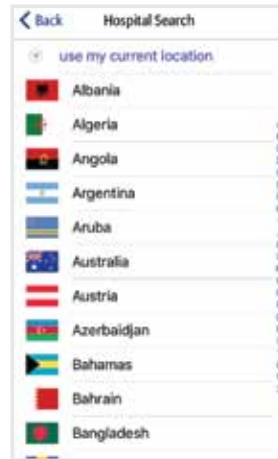 Back Hospital Search
use my current location
Albania
Algeria
Angola
Argentina
Aruba
Australia
Austria
Azerbaidjan
Bahamas
Bahrain
Bangladesh